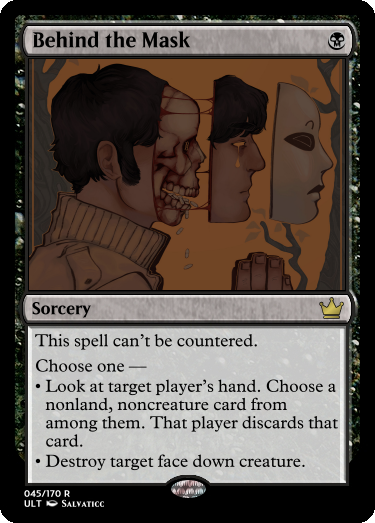 Behind the Mask
Sorcery
This spell can't be countered.
Choose one —
• Look at target player's hand. Choose a
nonland, noncreature card from
among them. That player discards that
card.
• Destroy target face down creature.
045/170 R
ULT Salvaticc